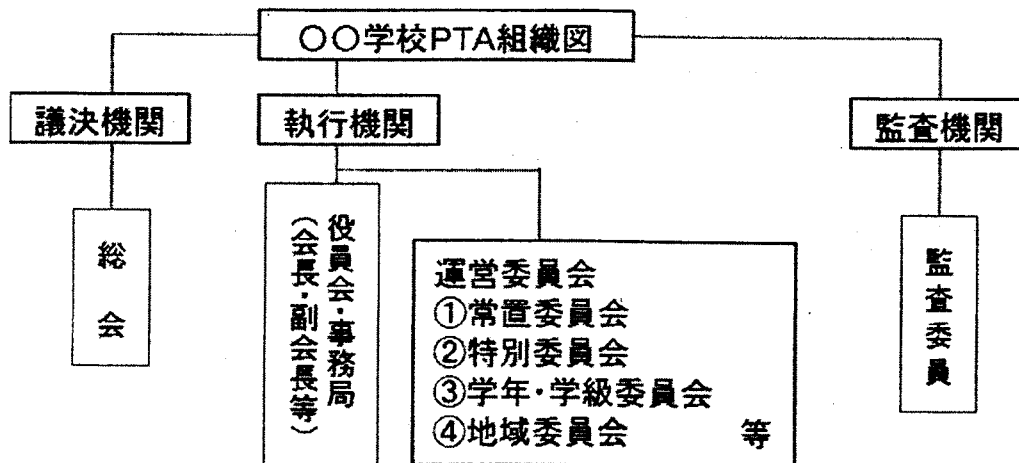 〇〇学校PTA組織図
議決機関
執行機関
監査機関
総会
役員会・事務局
（会長・副会長等）
運営委員会
①常置委員会
②特別委員会
③学年・学級委員会
④地域委員会 等
監査委員